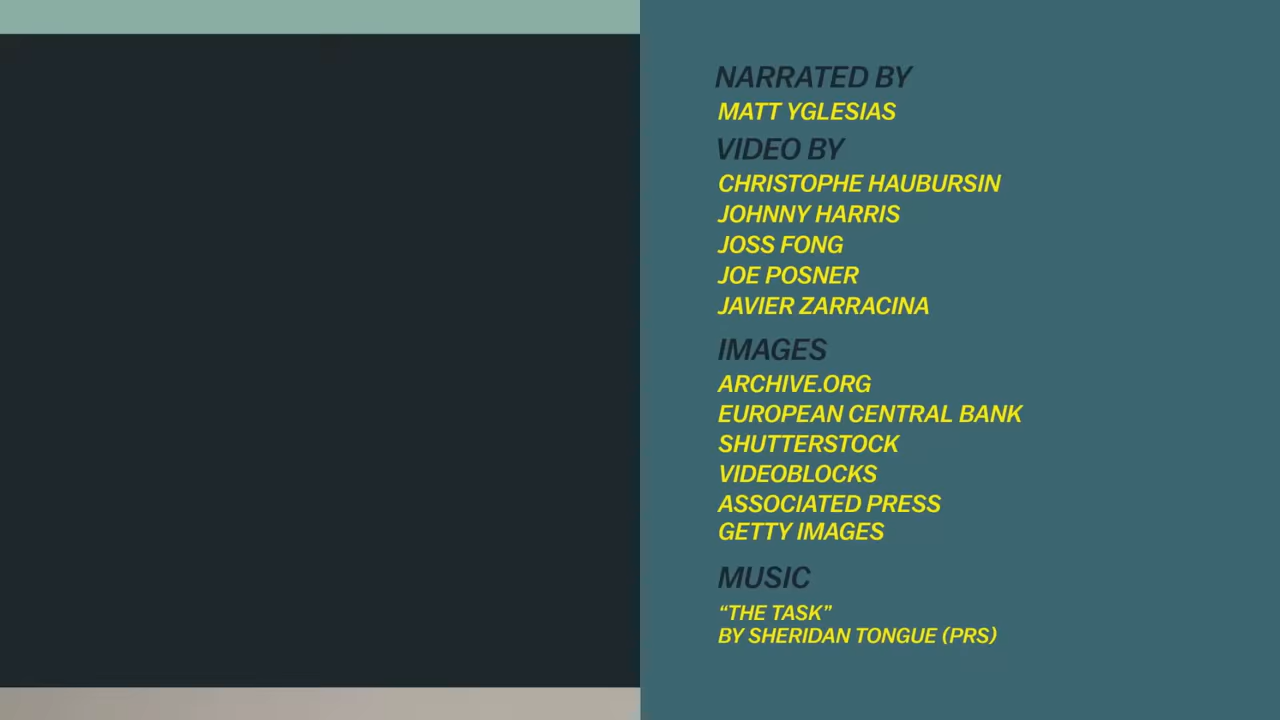 NARRATED BY
MATT YGLESIAS
VIDEO BY
CHRISTOPHE HAUBURSIN
JOHNNY HARRIS
JOSS FONG
JOE POSNER
JAVIER ZARRACINA
IMAGES
ARCHIVE.ORG
EUROPEAN CENTRAL BANK
SHUTTERSTOCK
VIDEOBLOCKS
ASSOCIATED PRESS
GETTY IMAGES
MUSIC
“THE TASK”
BY SHERIDAN TONGUE (PRS)